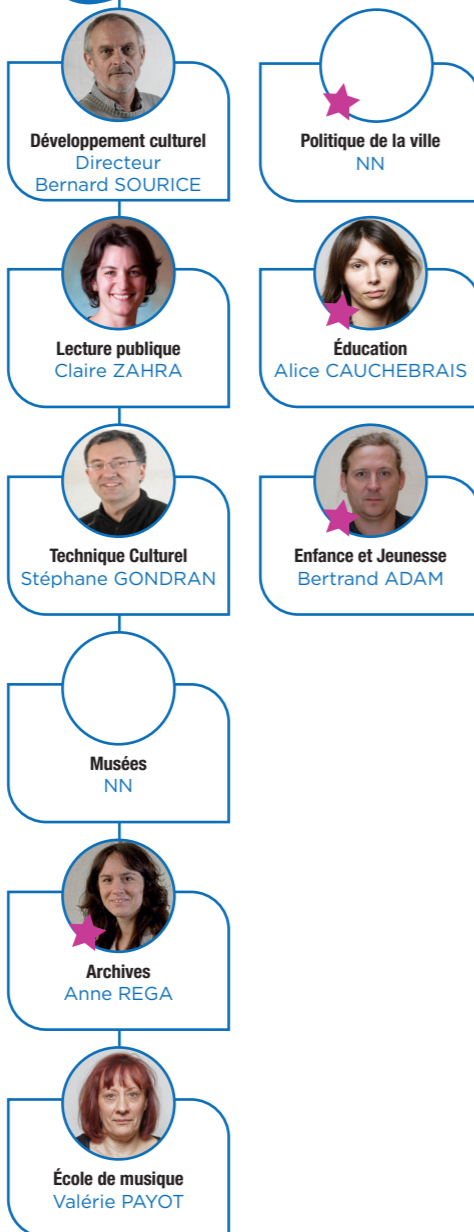 Développement culturel
Directeur
Bernard SOURICE
Politique de la ville
NN
Lecture publique
Claire ZAHRA
Éducation
Alice CAUCHEBRAIS
Technique Culturel
Stéphane GONDRAN
Enfance et Jeunesse
Bertrand ADAM
Musées
NN
Archives
Anne REGA
École de musique
Valérie PAYOT